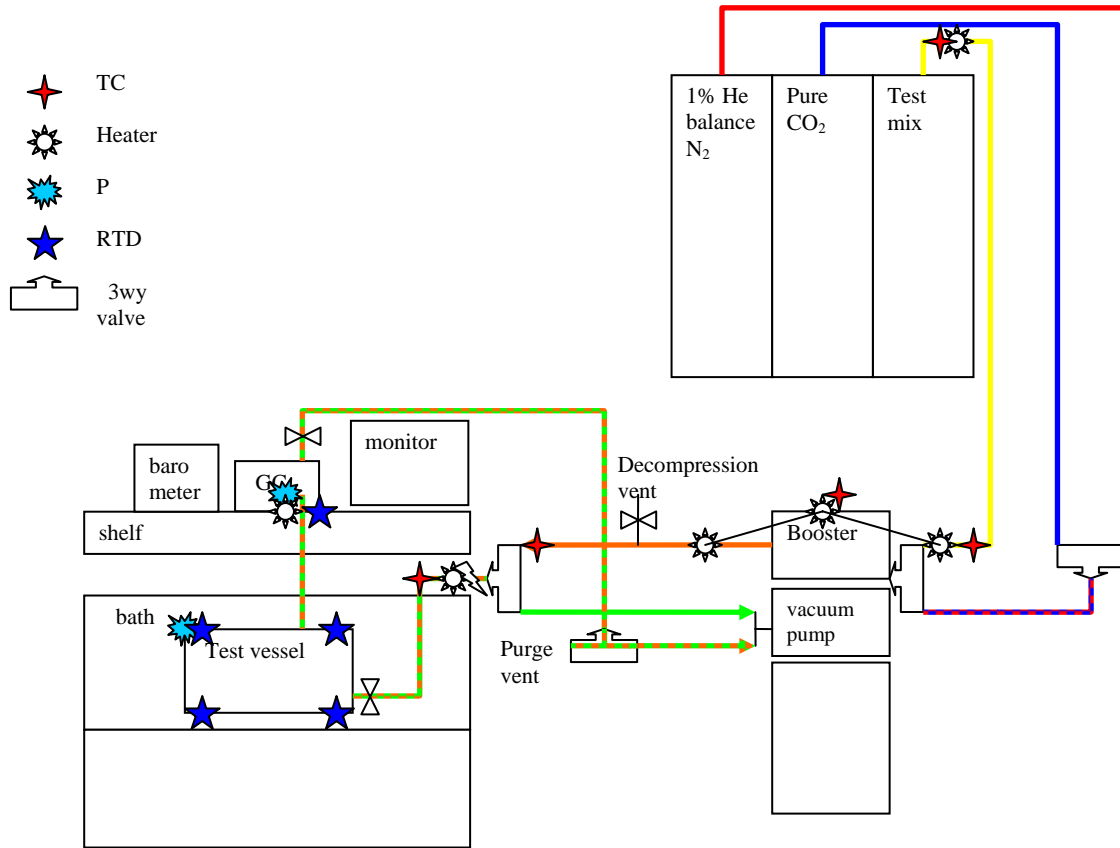 TC
Heater
P
RTD
3wy
valve
1% He
balance
N₂
Pure
CO₂
Test
mix
monitor
baro
meter
GC
shelf
Decompression
vent
Booster
bath
Test vessel
Purge
vent
vacuum
pump